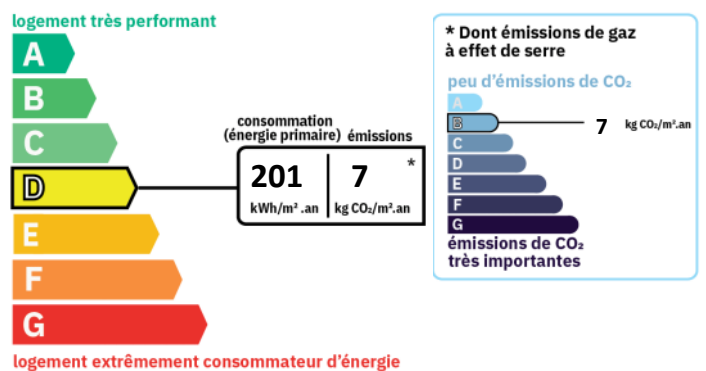 logement très performant
A
B
C
D
E
F
G
logement extrêmement consommateur d'énergie
consommation
(énergie primaire) émissions
201 7 *
kWh/m².an kg CO₂/m².an
* Dont émissions de gaz
à effet de serre
peu d'émissions de CO₂
A
B 7 kg CO₂/m².an
C
D
E
F
G
émissions de CO₂
très importantes